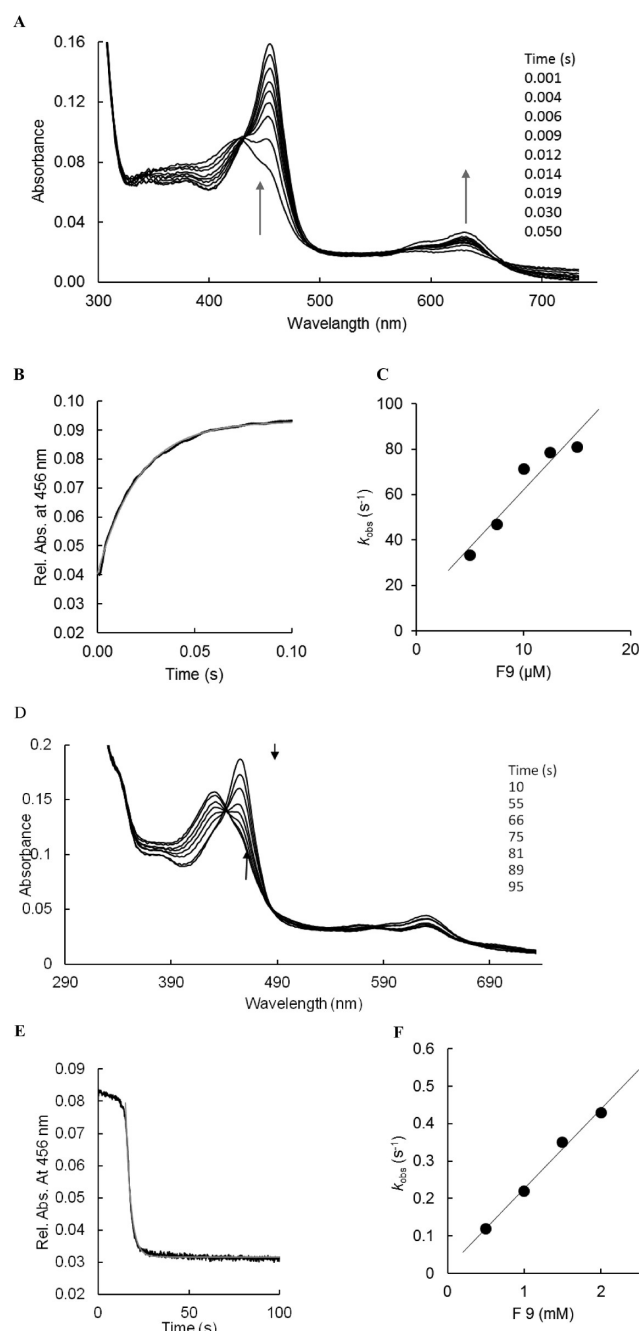 A
0.16
0.12
0.08
0.04
0.00
Absorbance
300 400 500 600 700
Wavelangth (nm)
Time (s)
0.001
0.004
0.006
0.009
0.012
0.014
0.019
0.030
0.050
B
0.10
0.09
0.08
0.07
0.06
0.05
0.04
0.03
0.02
Rel. Abs. at 456 nm
0.00 0.05 0.10
Time (s)
C
100
80
60
40
20
0
kobs (s-1)
0 10 20
F9 (µM)
D
0.2
0.15
0.1
0.05
0
Absorbance
290 390 490 590 690
Wavelength (nm)
Time (s)
10
55
66
75
81
89
95
E
0.09
0.08
0.07
0.06
0.05
0.04
0.03
0.02
Rel. Abs. At 456 nm
0 50 100
Time (s)
F
0.6
0.5
0.4
0.3
0.2
0.1
0
kobs (s-1)
0 1 2
F 9 (mM)